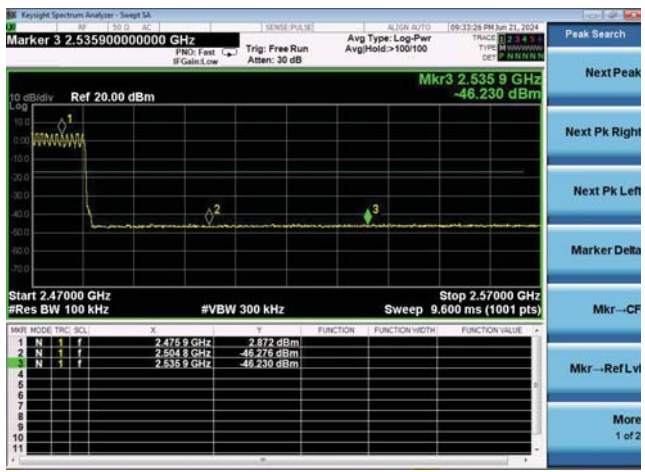 Keysight Spectrum Analyzer - Swept SA
RF 50 Ω AC SENSE:PULSE ALIGN AUTO 09:33:26 PM Jun 21, 2024
Marker 3 2.535900000000 GHz
PNO: Fast
IFGain:Low
Trig: Free Run
Atten: 30 dB
Avg Type: Log-Pwr
Avg|Hold:>100/100
TRACE 1 2 3 4 5 6
TYPE M WWWWW
DET P NNNNN
Peak Search
Next Peak
Next Pk Right
Next Pk Left
Marker Delta
Mkr→CF
Mkr→RefLvl
More
1 of 2
Mkr3 2.535 9 GHz
-46.230 dBm
10 dB/div Ref 20.00 dBm
Log
10.0
0.00
-10.0
-20.0
-30.0
-40.0
-50.0
-60.0
-70.0
1
2
3
Start 2.47000 GHz
Stop 2.57000 GHz
#Res BW 100 kHz
#VBW 300 kHz
Sweep 9.600 ms (1001 pts)
MKR MODE TRC SCL X Y FUNCTION FUNCTION WIDTH FUNCTION VALUE
1 N 1 f 2.475 9 GHz 2.872 dBm
2 N 1 f 2.504 8 GHz -46.276 dBm
3 N 1 f 2.535 9 GHz -46.230 dBm
4
5
6
7
8
9
10
11